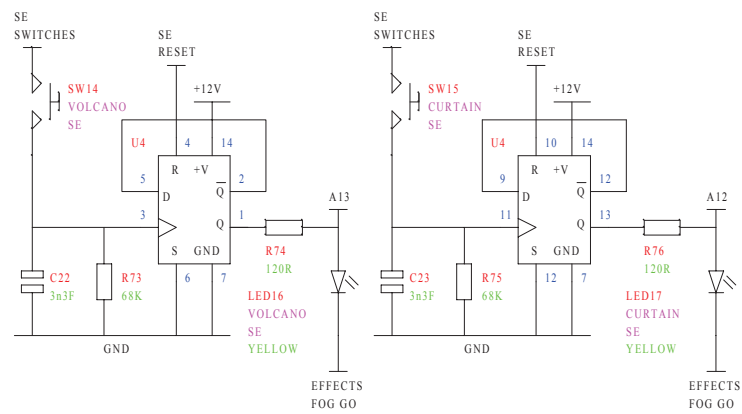 SE
SWITCHES
SE
RESET
SW14
VOLCANO
SE
+12V
U4
4
14
R
+V
5
D
2
Q
3
1
Q
S
GND
6
7
A13
R74
120R
C22
3n3F
R73
68K
LED16
VOLCANO
SE
YELLOW
GND
EFFECTS
FOG GO
SE
SWITCHES
SE
RESET
SW15
CURTAIN
SE
+12V
U4
10
14
R
+V
9
D
12
Q
11
13
Q
S
GND
12
7
A12
R76
120R
C23
3n3F
R75
68K
LED17
CURTAIN
SE
YELLOW
GND
EFFECTS
FOG GO